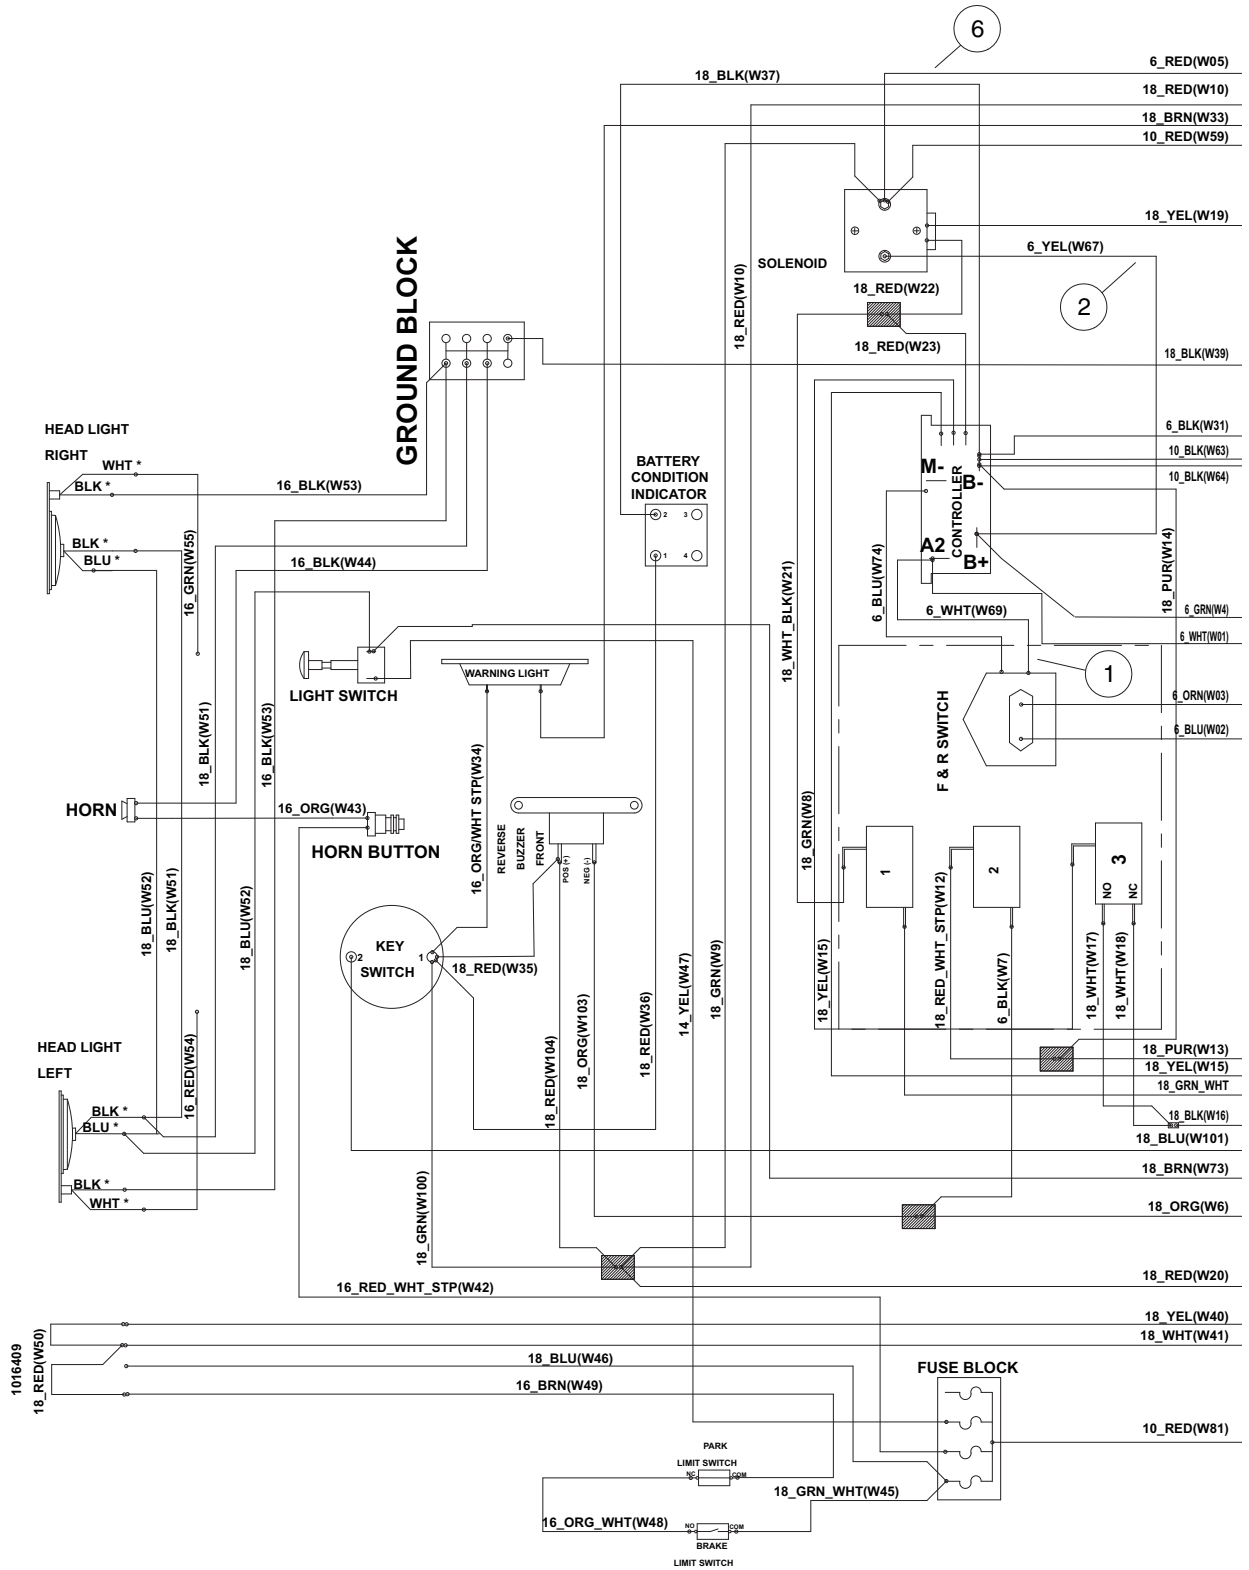 6
6_RED(W05)
18_BLK(W37)
18_RED(W10)
18_BRN(W33)
10_RED(W59)
18_YEL(W19)
6_YEL(W67)
SOLENOID
18_RED(W22)
2
18_RED(W10)
GROUND BLOCK
18_RED(W23)
18_BLK(W39)
HEAD LIGHT
RIGHT
WHT *
BLK *
16_BLK(W53)
BLK *
BLU *
16_GRN(W55)
16_BLK(W44)
BATTERY
CONDITION
INDICATOR
2
3
1
4
6_BLK(W31)
10_BLK(W63)
10_BLK(W64)
M-
B-
CONTROLLER
A2
B+
18_PUR(W14)
6_BLU(W74)
18_WHT_BLK(W21)
6_WHT(W69)
6_GRN(W4)
6_WHT(W01)
LIGHT SWITCH
WARNING LIGHT
1
6_ORN(W03)
6_BLU(W02)
F & R SWITCH
18_BLK(W51)
16_BLK(W53)
16_ORG/WHT STP(W34)
HORN
16_ORG(W43)
HORN BUTTON
REVERSE
BUZZER
FRONT
POS (+)
NEG (-)
18_GRN(W8)
1
2
3
NO
NC
18_BLU(W52)
18_BLK(W51)
18_BLU(W52)
KEY
SWITCH
2
1
18_RED(W35)
14_YEL(W47)
18_GRN(W9)
18_YEL(W15)
18_RED_WHT_STP(W12)
6_BLK(W7)
18_WHT(W17)
18_WHT(W18)
HEAD LIGHT
LEFT
16_RED(W54)
BLK *
BLU *
BLK *
WHT *
18_RED(W104)
18_ORG(W103)
18_RED(W36)
18_PUR(W13)
18_YEL(W15)
18_GRN_WHT
18_BLK(W16)
18_BLU(W101)
18_BRN(W73)
18_ORG(W6)
18_GRN(W100)
16_RED_WHT_STP(W42)
18_RED(W20)
18_YEL(W40)
18_WHT(W41)
1016409
18_RED(W50)
18_BLU(W46)
16_BRN(W49)
FUSE BLOCK
10_RED(W81)
PARK
LIMIT SWITCH
NC
COM
18_GRN_WHT(W45)
16_ORG_WHT(W48)
NO
COM
BRAKE
LIMIT SWITCH